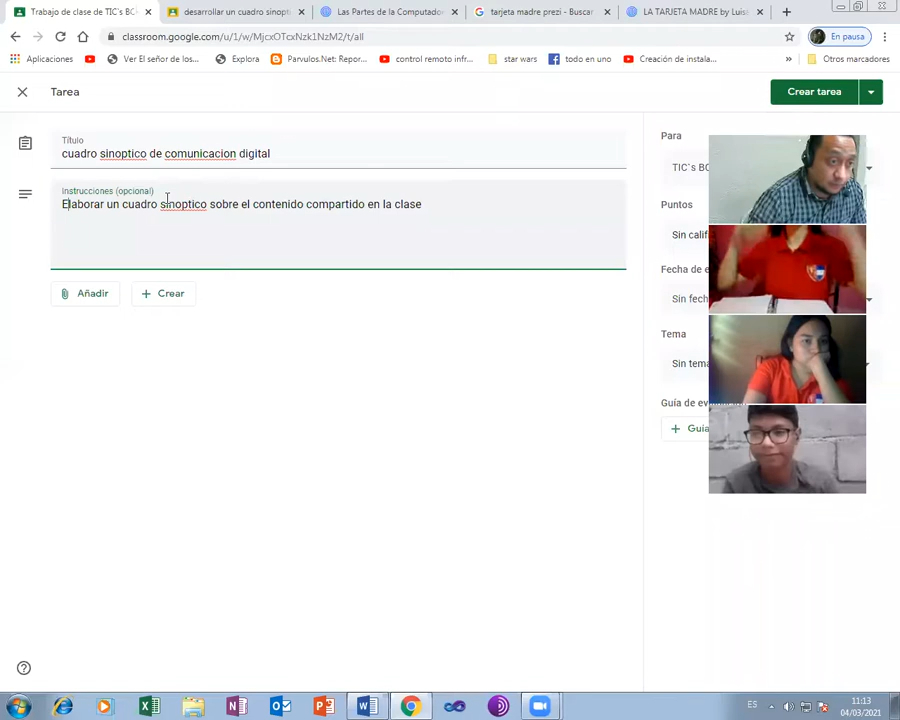 Trabajo de clase de TIC`s BC
desarrollar un cuadro sinopti
Las Partes de la Computador
tarjeta madre prezi - Buscar
LA TARJETA MADRE by Luisa
classroom.google.com/u/1/w/MjcxOTcxNzk1NzM2/t/all
En pausa
Aplicaciones
Ver El señor de los...
Explora
Parvulos.Net: Repor...
control remoto infr...
star wars
todo en uno
Creación de instala...
»
Otros marcadores
Tarea
Crear tarea
Título
cuadro sinoptico de comunicacion digital
Instrucciones (opcional)
Elaborar un cuadro sinoptico sobre el contenido compartido en la clase
Añadir
+ Crear
Para
TIC`s BC
Puntos
Sin calif
Fecha de e
Sin fech
Tema
Sin tema
Guía de ev
+ Guía
ES
11:13
04/03/2021